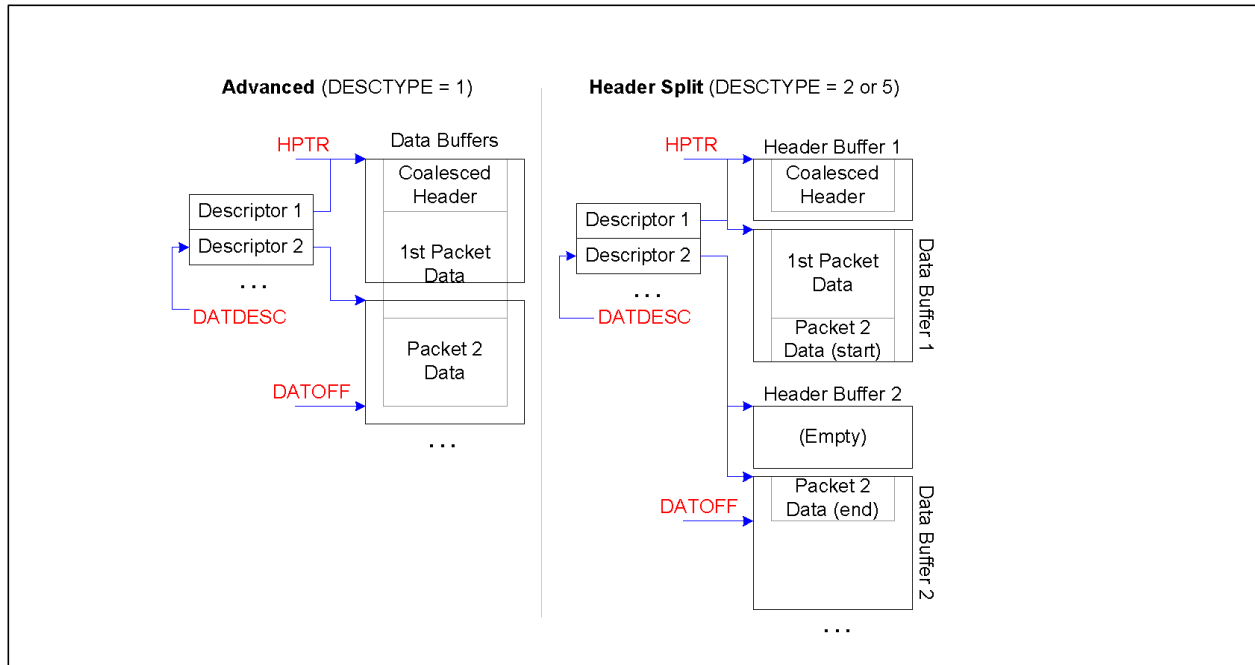 Advanced (DESCTYPE = 1)
HPTR
Data Buffers
Coalesced
Header
Descriptor 1
Descriptor 2
. . .
DATDESC
1st Packet
Data
Packet 2
Data
DATOFF
. . .
Header Split (DESCTYPE = 2 or 5)
HPTR
Header Buffer 1
Coalesced
Header
Descriptor 1
Descriptor 2
. . .
DATDESC
1st Packet
Data
Packet 2
Data (start)
Data Buffer 1
Header Buffer 2
(Empty)
Packet 2
Data (end)
DATOFF
Data Buffer 2
. . .